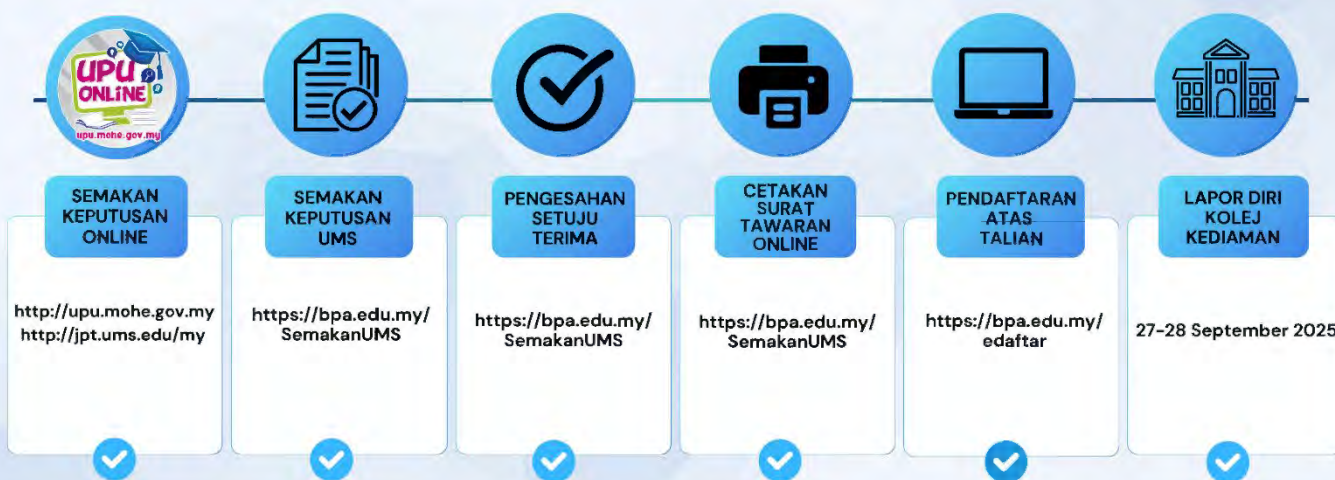 UPU
ONLINE
upu.mohe.gov.my
SEMAKAN
KEPUTUSAN
ONLINE
http://upu.mohe.gov.my
http://jpt.ums.edu/my
SEMAKAN
KEPUTUSAN
UMS
https://bpa.edu.my/
SemakanUMS
PENGESAHAN
SETUJU
TERIMA
https://bpa.edu.my/
SemakanUMS
CETAKAN
SURAT
TAWARAN
ONLINE
https://bpa.edu.my/
SemakanUMS
PENDAFTARAN
ATAS
TALIAN
https://bpa.edu.my/
edaftar
LAPOR DIRI
KOLEJ
KEDIAMAN
27-28 September 2025